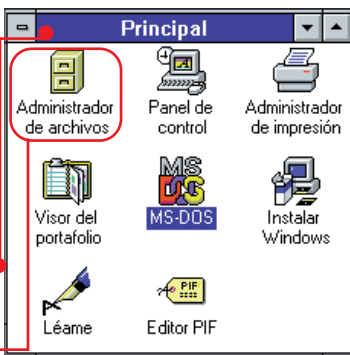 Principal
Administrador
de archivos
Panel de
control
Administrador
de impresión
Visor del
portafolio
MS
DOS
MS-DOS
Instalar
Windows
Léame
PIF
Editor PIF